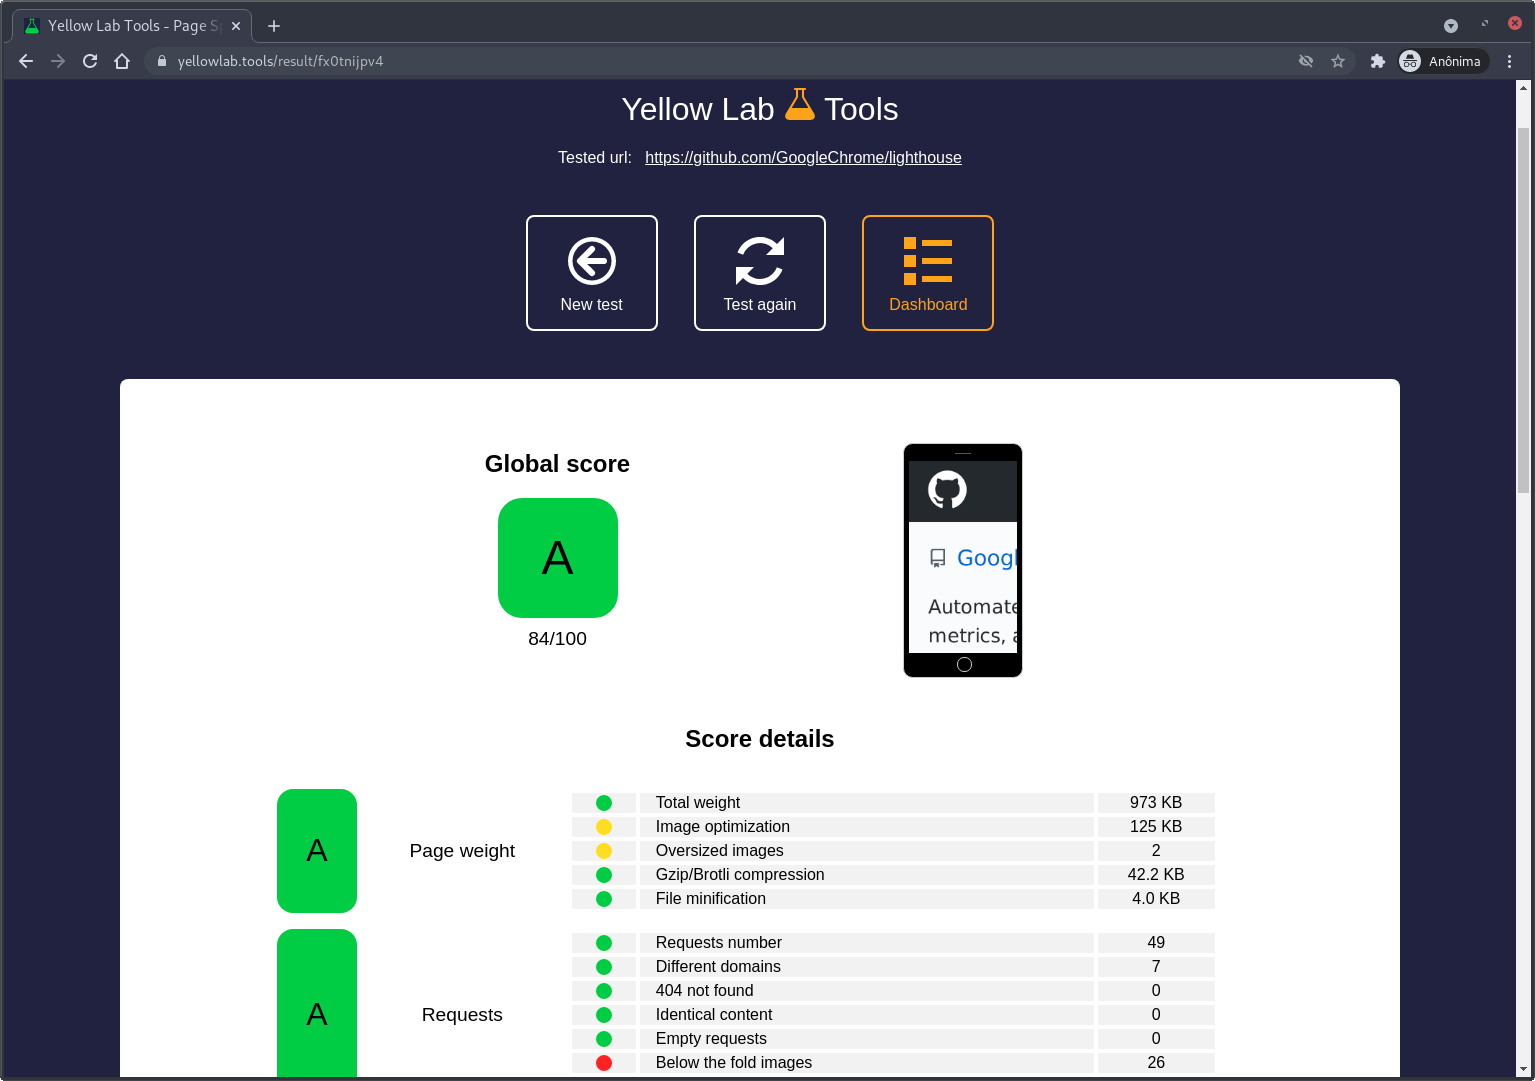 Yellow Lab Tools - Page S
yellowlab.tools/result/fx0tnijpv4
Anônima
Yellow Lab Tools
Tested url: https://github.com/GoogleChrome/lighthouse
New test
Test again
Dashboard
Global score
A
84/100
Googl
Automate
metrics, a
Score details
A
Page weight
Total weight 973 KB
Image optimization 125 KB
Oversized images 2
Gzip/Brotli compression 42.2 KB
File minification 4.0 KB
A
Requests
Requests number 49
Different domains 7
404 not found 0
Identical content 0
Empty requests 0
Below the fold images 26